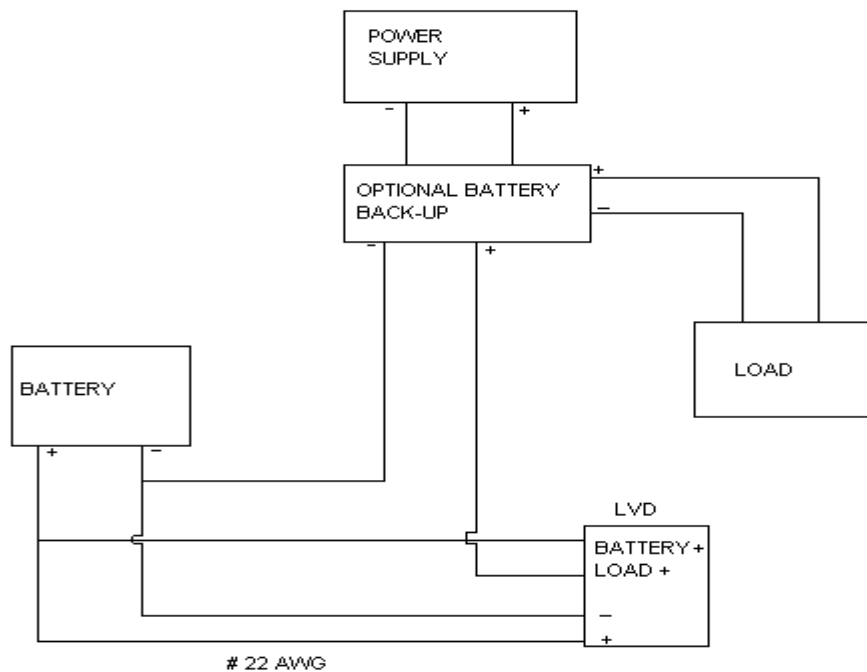 POWER
SUPPLY
- +
OPTIONAL BATTERY
BACK-UP
+
-
- +
BATTERY
+ -
LOAD
LVD
BATTERY +
LOAD +
-
+
# 22 AWG